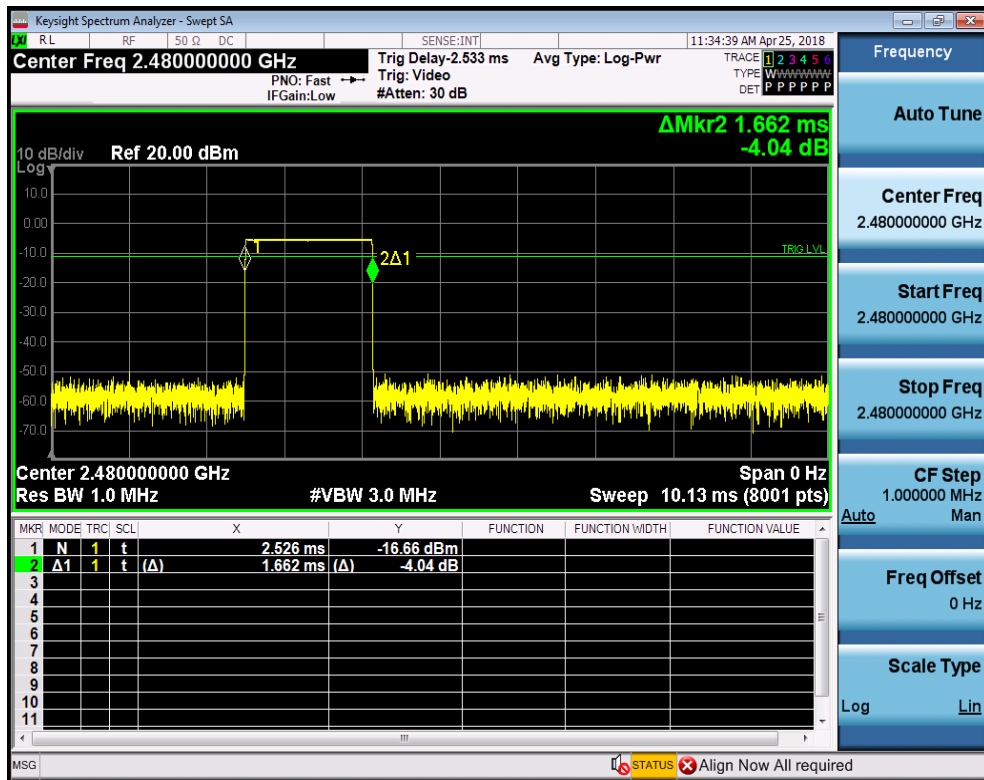 Keysight Spectrum Analyzer - Swept SA
LXI RL RF 50 Ω DC SENSE:INT 11:34:39 AM Apr 25, 2018
Center Freq 2.480000000 GHz
PNO: Fast
IFGain:Low
Trig Delay-2.533 ms
Trig: Video
#Atten: 30 dB
Avg Type: Log-Pwr
TRACE 1 2 3 4 5 6
TYPE WWWWWW
DET P P P P P P
ΔMkr2 1.662 ms
-4.04 dB
10 dB/div Ref 20.00 dBm
Log
10.0
0.00
-10.0
-20.0
-30.0
-40.0
-50.0
-60.0
-70.0
TRIG LVL
2Δ1
Center 2.480000000 GHz Span 0 Hz
Res BW 1.0 MHz #VBW 3.0 MHz Sweep 10.13 ms (8001 pts)
MKR MODE TRC SCL X Y FUNCTION FUNCTION WIDTH FUNCTION VALUE
1 N 1 t 2.526 ms -16.66 dBm
2 Δ1 1 t (Δ) 1.662 ms (Δ) -4.04 dB
3
4
5
6
7
8
9
10
11
MSG STATUS Align Now All required
Frequency
Auto Tune
Center Freq
2.480000000 GHz
Start Freq
2.480000000 GHz
Stop Freq
2.480000000 GHz
CF Step
1.000000 MHz
Auto Man
Freq Offset
0 Hz
Scale Type
Log Lin